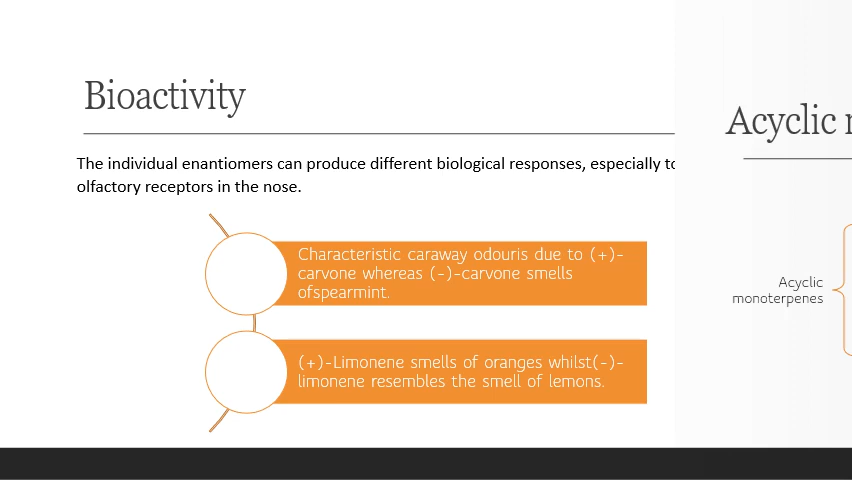 Bioactivity
The individual enantiomers can produce different biological responses, especially to
olfactory receptors in the nose.
Characteristic caraway odouris due to (+)-
carvone whereas (-)-carvone smells
ofspearmint.
(+)-Limonene smells of oranges whilst(-)-
limonene resembles the smell of lemons.
Acyclic
Acyclic
monoterpenes